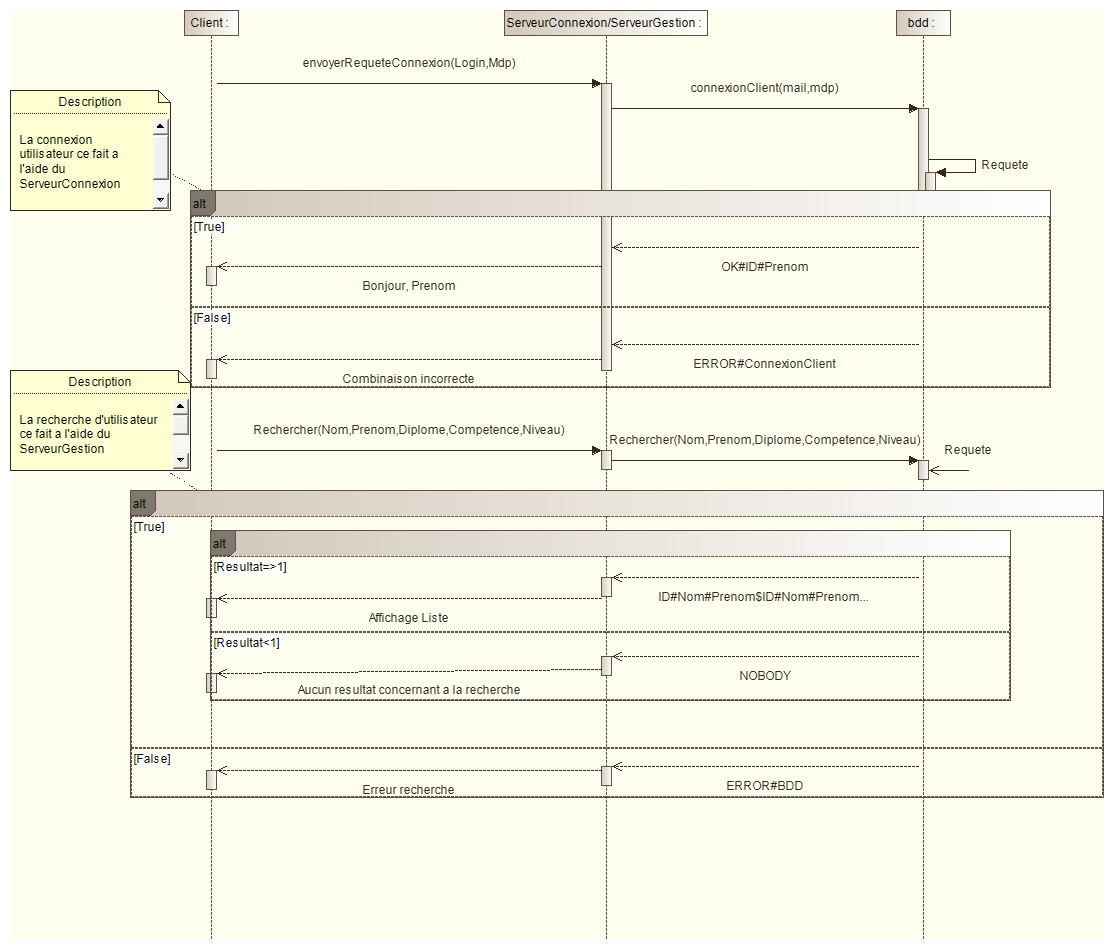 Client :
ServeurConnexion/ServeurGestion :
bdd :
envoyerRequeteConnexion(Login,Mdp)
connexionClient(mail,mdp)
Description
La connexion
utilisateur ce fait a
l'aide du
ServeurConnexion
Requete
alt
[True]
OK#ID#Prenom
Bonjour, Prenom
[False]
ERROR#ConnexionClient
Combinaison incorrecte
Description
La recherche d'utilisateur
ce fait a l'aide du
ServeurGestion
Rechercher(Nom,Prenom,Diplome,Competence,Niveau)
Rechercher(Nom,Prenom,Diplome,Competence,Niveau)
Requete
alt
[True]
alt
[Resultat=>1]
ID#Nom#Prenom$ID#Nom#Prenom...
Affichage Liste
[Resultat<1]
NOBODY
Aucun resultat concernant a la recherche
[False]
ERROR#BDD
Erreur recherche